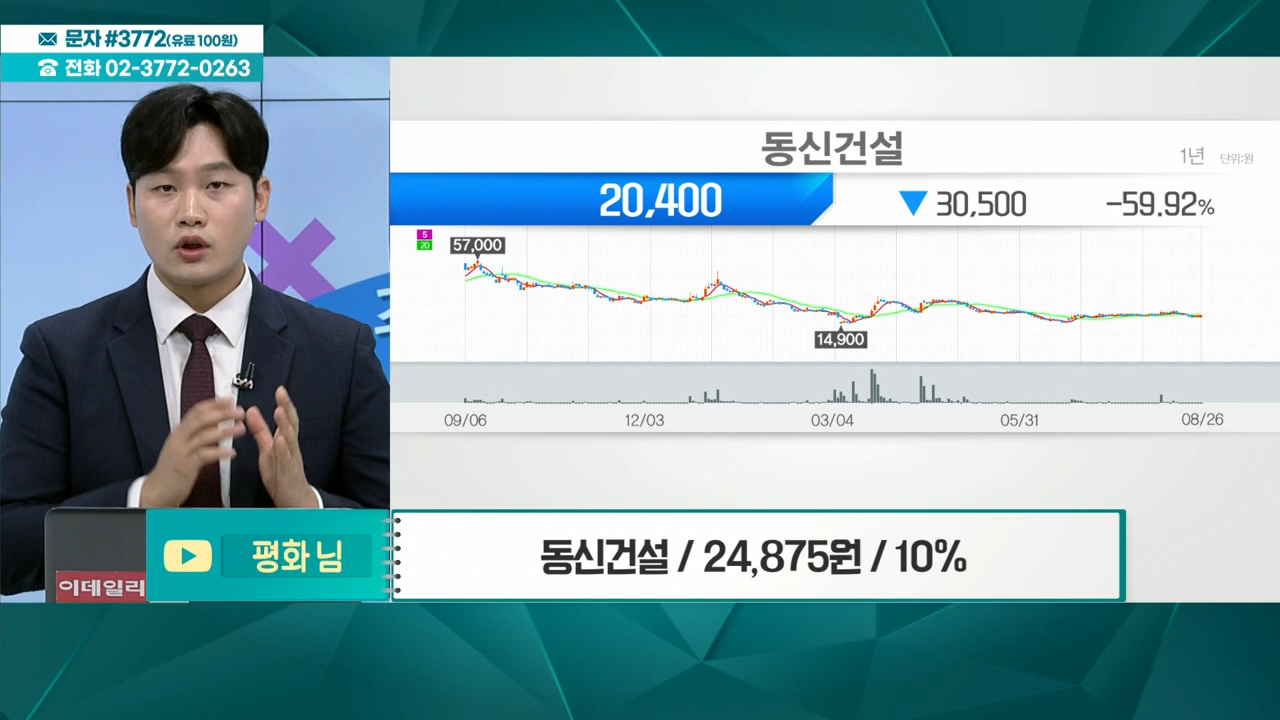 문자 #3772(유료 100원)
전화 02-3772-0263
동신건설
1년 단위:원
20,400 ▼ 30,500 -59.92%
5
20
57,000
14,900
09/06 12/03 03/04 05/31 08/26
평화 님
동신건설 / 24,875원 / 10%
이데일리